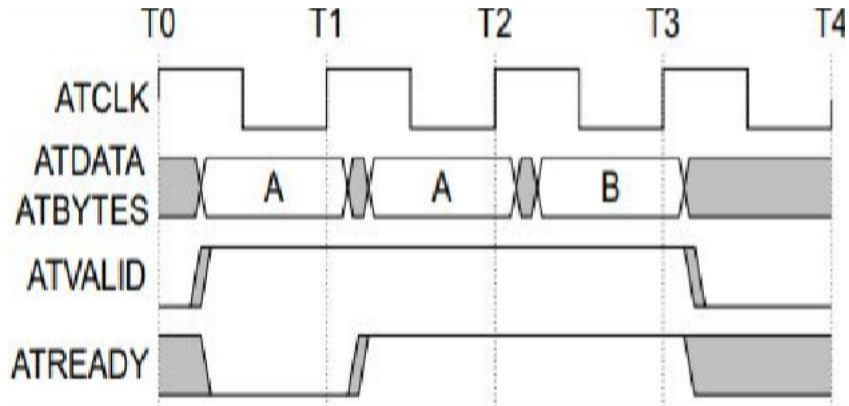 T0 T1 T2 T3 T4
ATCLK
ATDATA
ATBYTES
A A B
ATVALID
ATREADY